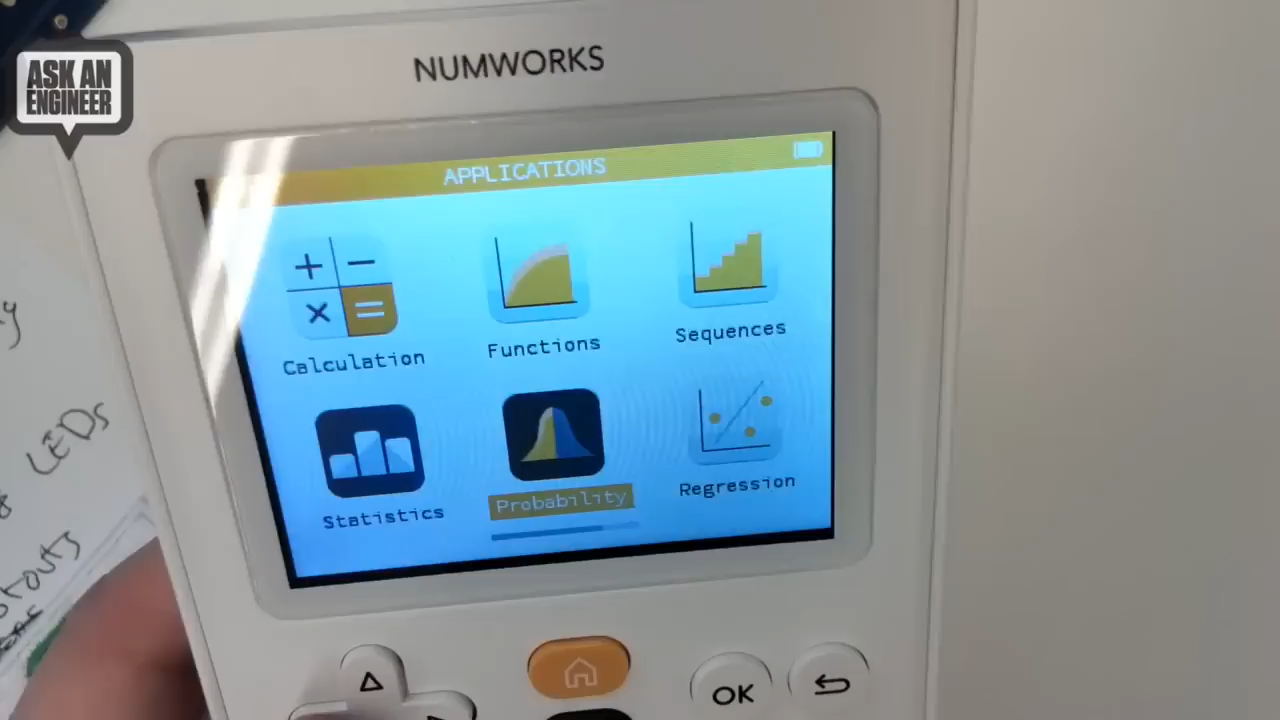 ASK AN
ENGINEER
NUMWORKS
APPLICATIONS
+ −
× =
Calculation
Functions
Sequences
Statistics
Probability
Regression
LEDs
OK